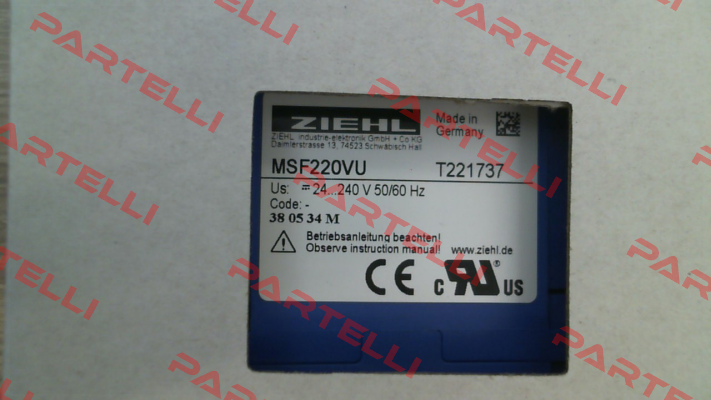 PARTELLI
PARTELLI
PARTELLI
ZIEHL
ZIEHL industrie-elektronik GmbH + Co KG
Daimlerstrasse 13, 74523 Schwäbisch Hall
Made in
Germany
MSF220VU T221737
Us: ⎓ 24...240 V 50/60 Hz
Code: -
38 05 34 M
Betriebsanleitung beachten!
Observe instruction manual! www.ziehl.de
CE
c UR ® US
PARTELLI
PARTELLI
PARTELLI
PARTELLI